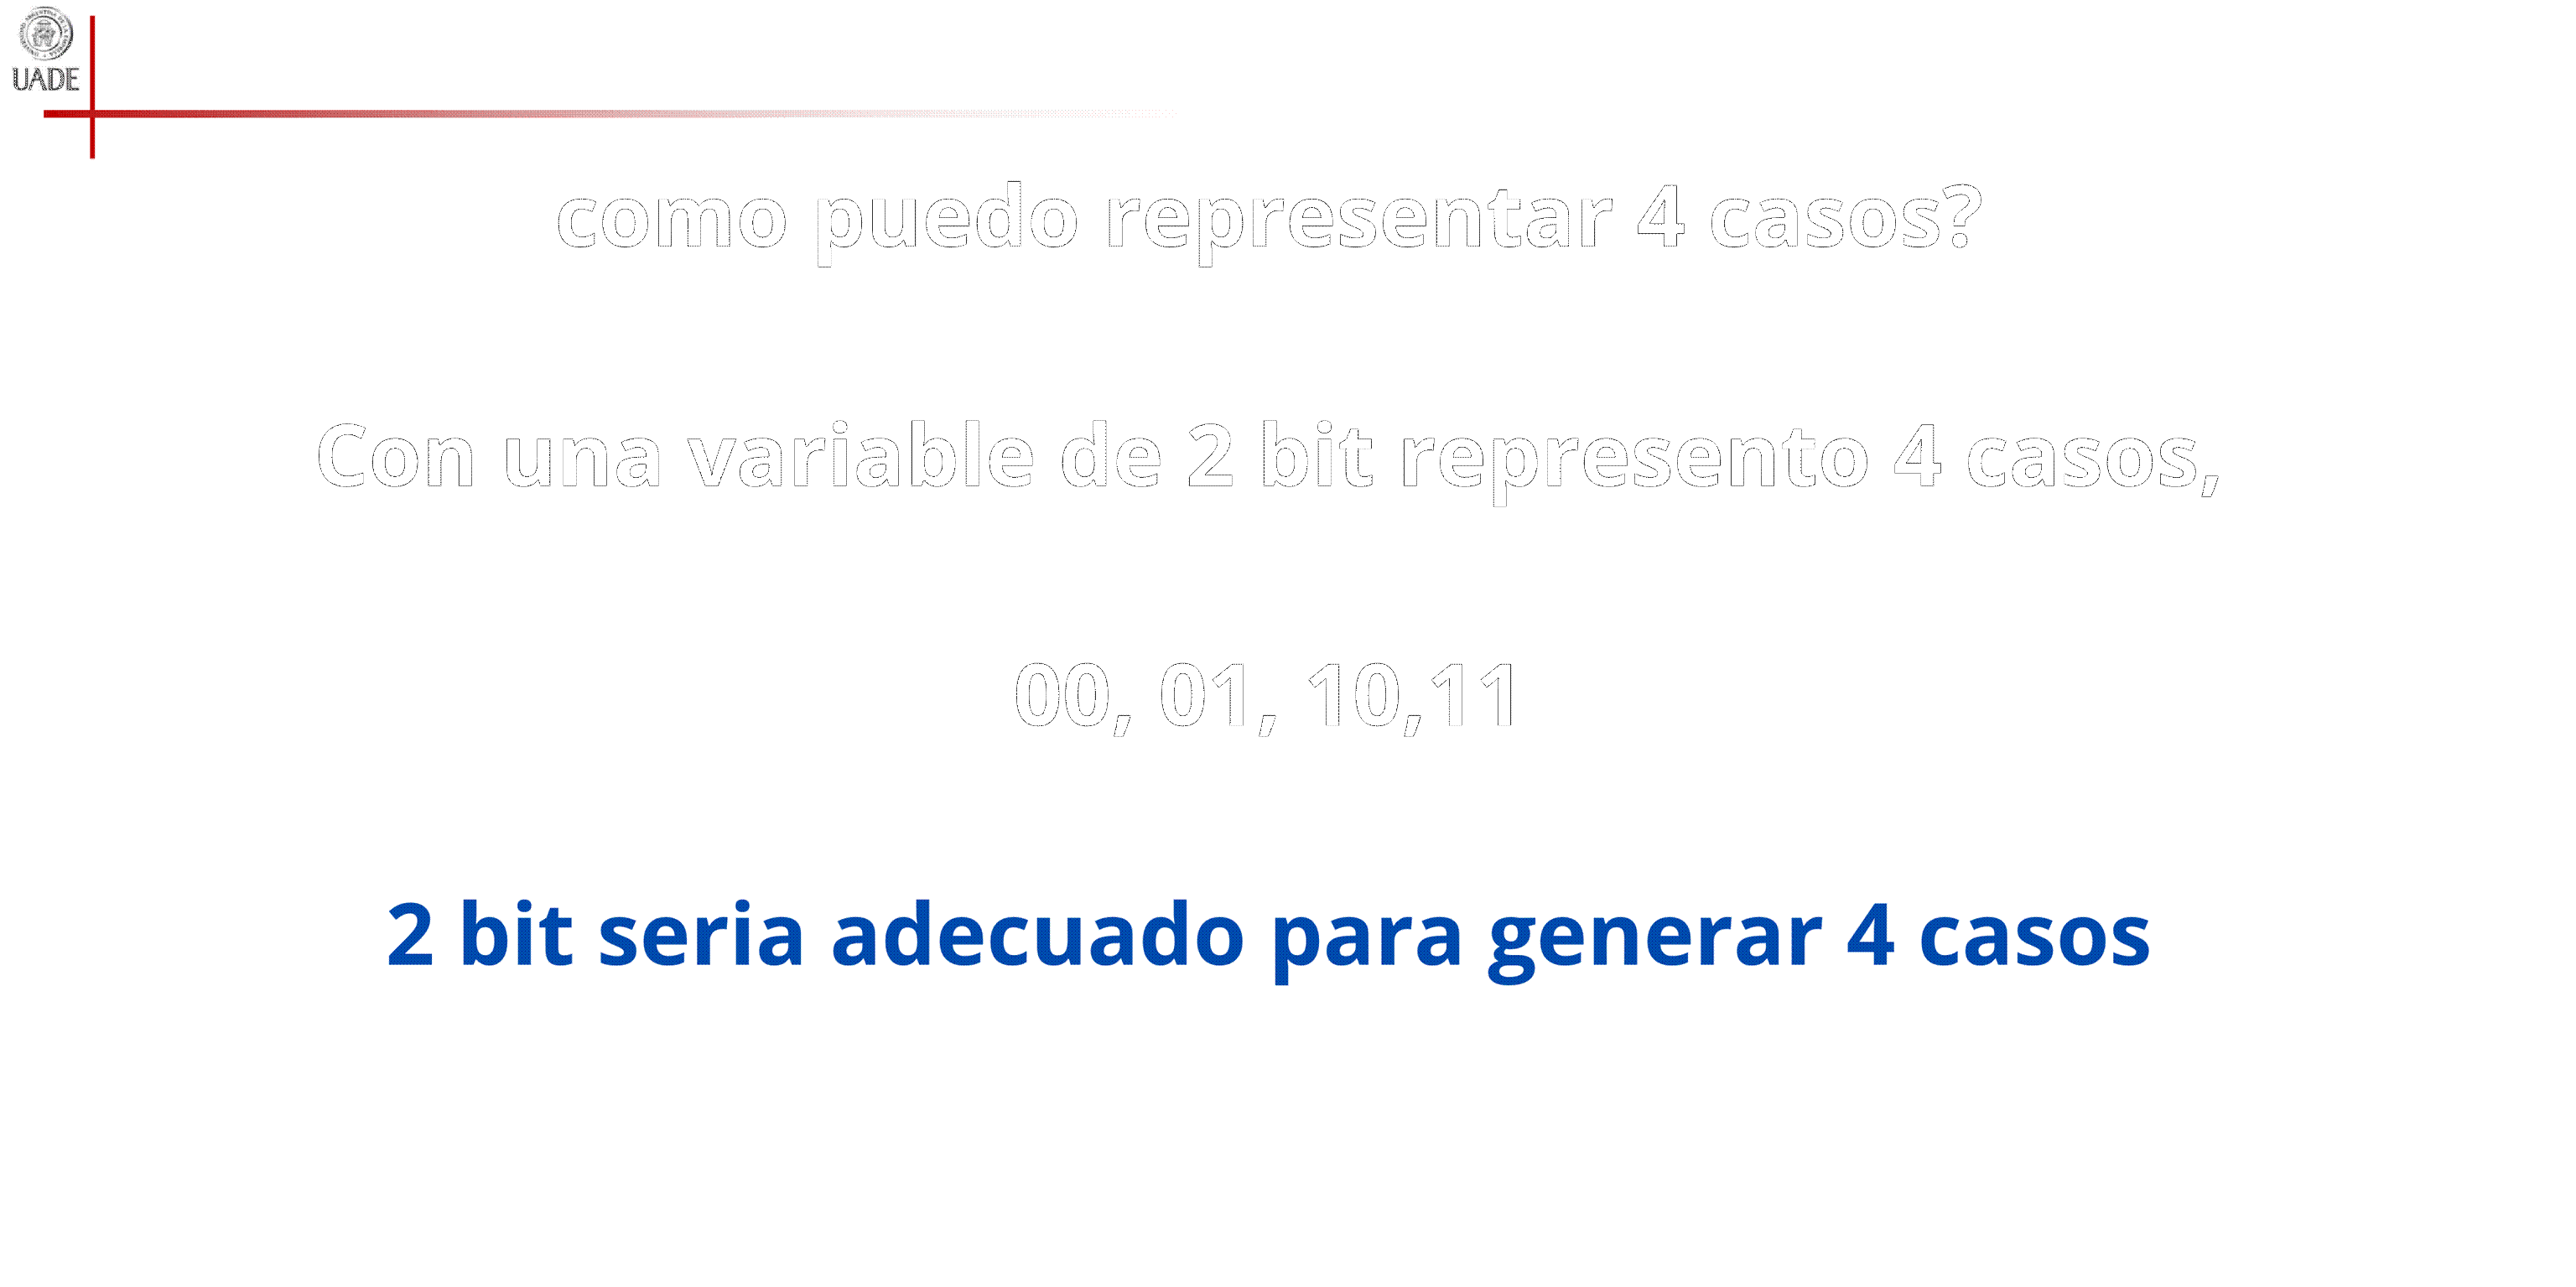 UADE
como puedo representar 4 casos?
Con una variable de 2 bit represento 4 casos,
00, 01, 10,11
2 bit seria adecuado para generar 4 casos